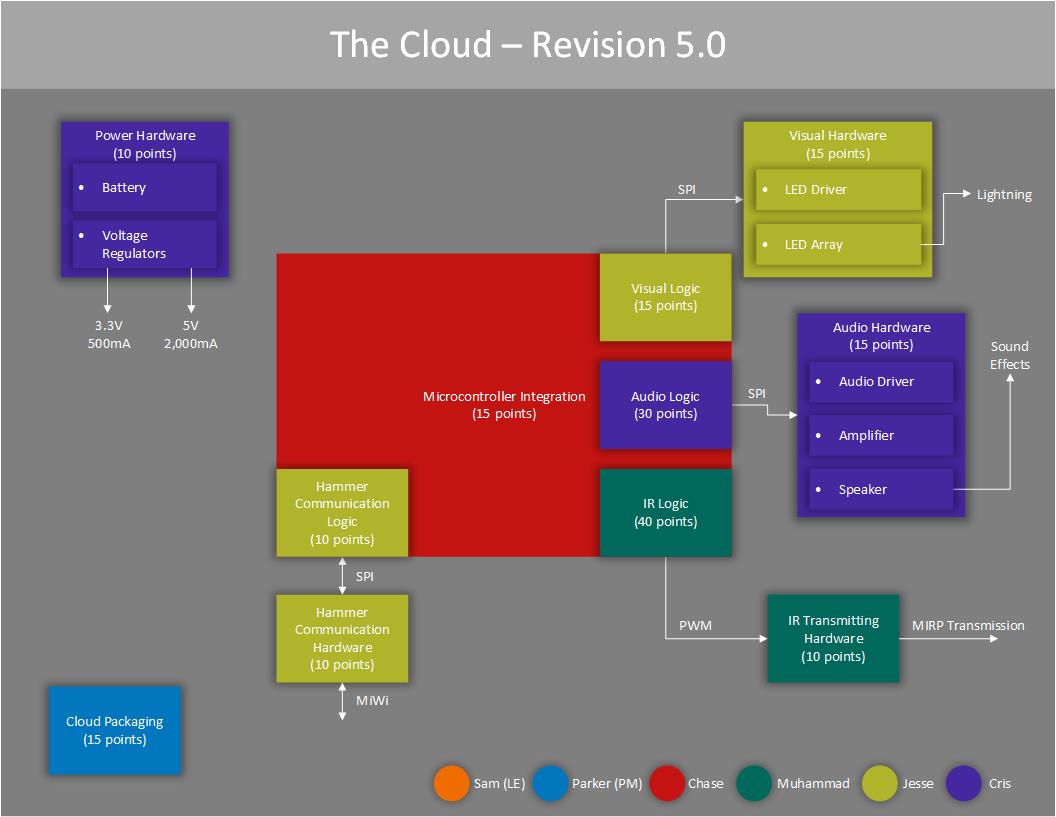 The Cloud – Revision 5.0
Power Hardware
(10 points)
• Battery
• Voltage
Regulators
3.3V
500mA
5V
2,000mA
Visual Hardware
(15 points)
• LED Driver
• LED Array
SPI
Lightning
Visual Logic
(15 points)
Microcontroller Integration
(15 points)
Audio Logic
(30 points)
SPI
Audio Hardware
(15 points)
• Audio Driver
• Amplifier
• Speaker
Sound
Effects
Hammer
Communication
Logic
(10 points)
IR Logic
(40 points)
SPI
Hammer
Communication
Hardware
(10 points)
MiWi
PWM
IR Transmitting
Hardware
(10 points)
MIRP Transmission
Cloud Packaging
(15 points)
Sam (LE)
Parker (PM)
Chase
Muhammad
Jesse
Cris